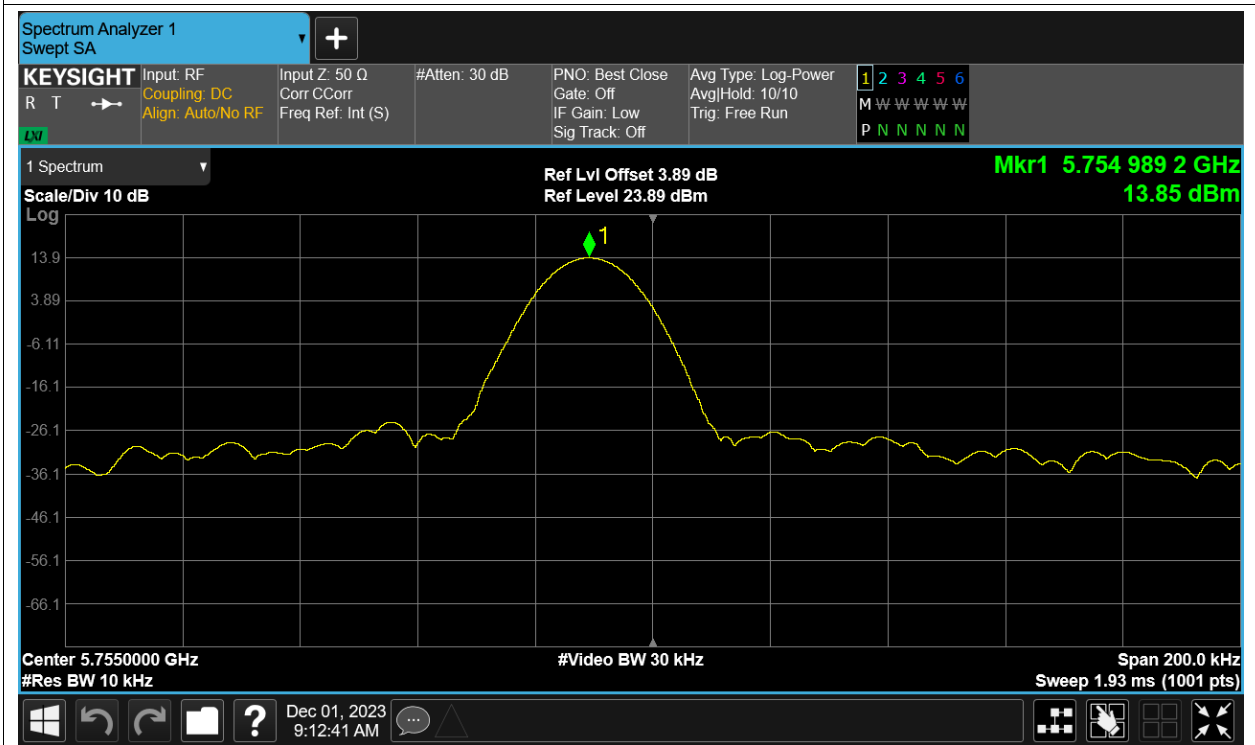 Spectrum Analyzer 1
Swept SA
KEYSIGHT
R T
LXI
Input: RF
Coupling: DC
Align: Auto/No RF
Input Z: 50 Ω
Corr CCorr
Freq Ref: Int (S)
#Atten: 30 dB
PNO: Best Close
Gate: Off
IF Gain: Low
Sig Track: Off
Avg Type: Log-Power
Avg|Hold: 10/10
Trig: Free Run
1 2 3 4 5 6
M W W W W W
P N N N N N
1 Spectrum
Scale/Div 10 dB
Log
Ref Lvl Offset 3.89 dB
Ref Level 23.89 dBm
Mkr1 5.754 989 2 GHz
13.85 dBm
1
13.9
3.89
-6.11
-16.1
-26.1
-36.1
-46.1
-56.1
-66.1
Center 5.7550000 GHz
#Video BW 30 kHz
Span 200.0 kHz
#Res BW 10 kHz
Sweep 1.93 ms (1001 pts)
?
Dec 01, 2023
9:12:41 AM